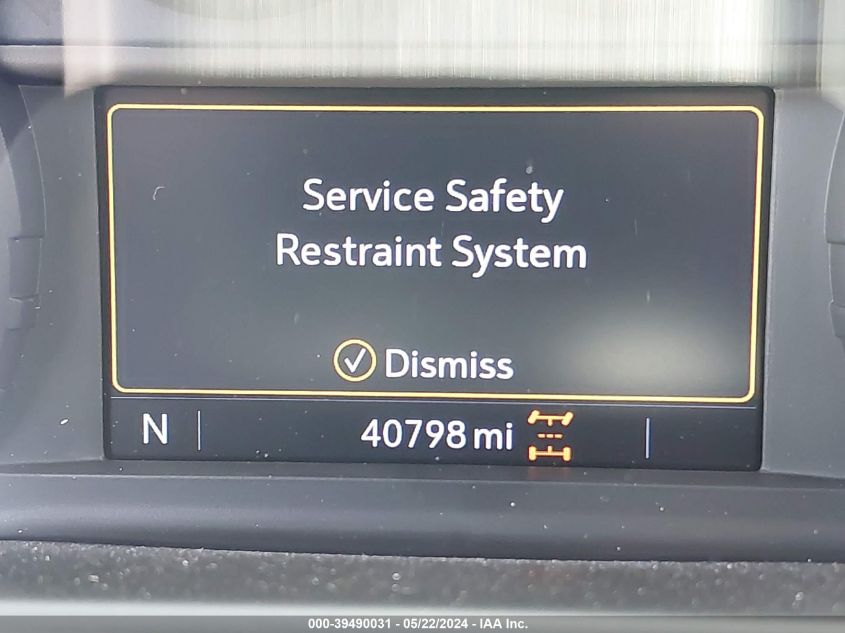 Service Safety
Restraint System
Dismiss
N 40798 mi
000-39490031 - 05/22/2024 - IAA Inc.